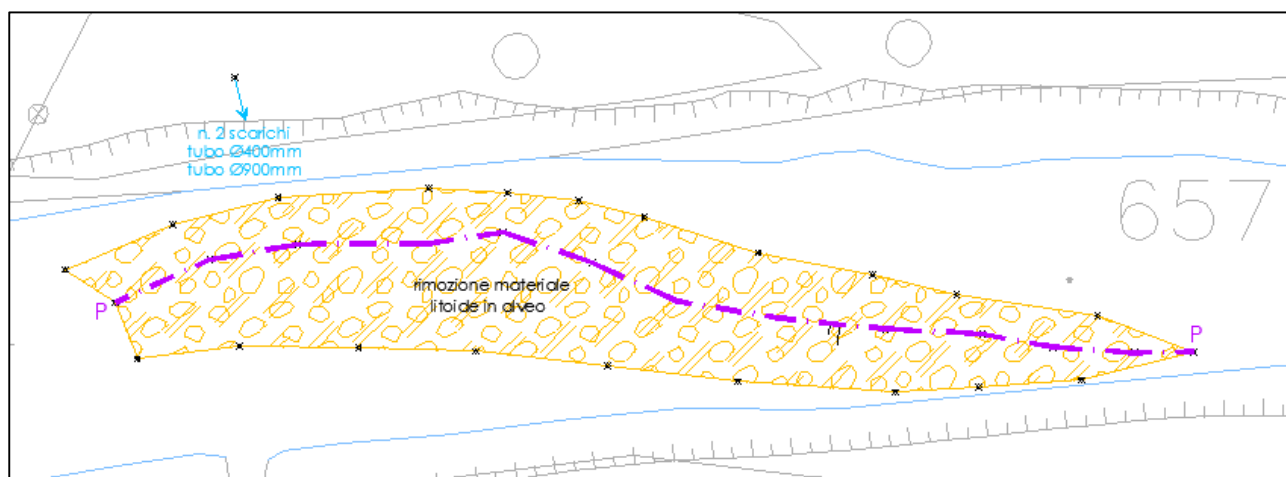 n. 2 scarichi
tubo Ø400mm
tubo Ø900mm
657
rimozione materiale
litoide in alveo
P
P